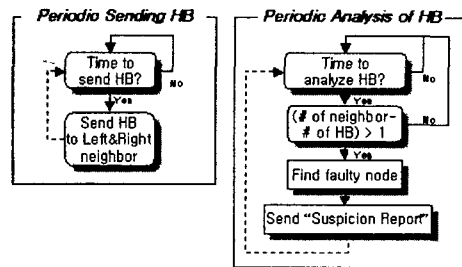 Periodic Sending HB
Time to
send HB?
No
Yes
Send HB
to Left&Right
neighbor
Periodic Analysis of HB
Time to
analyze HB?
No
Yes
(# of neighbor-
# of HB) > 1
No
Yes
Find faulty node
Send "Suspicion Report"